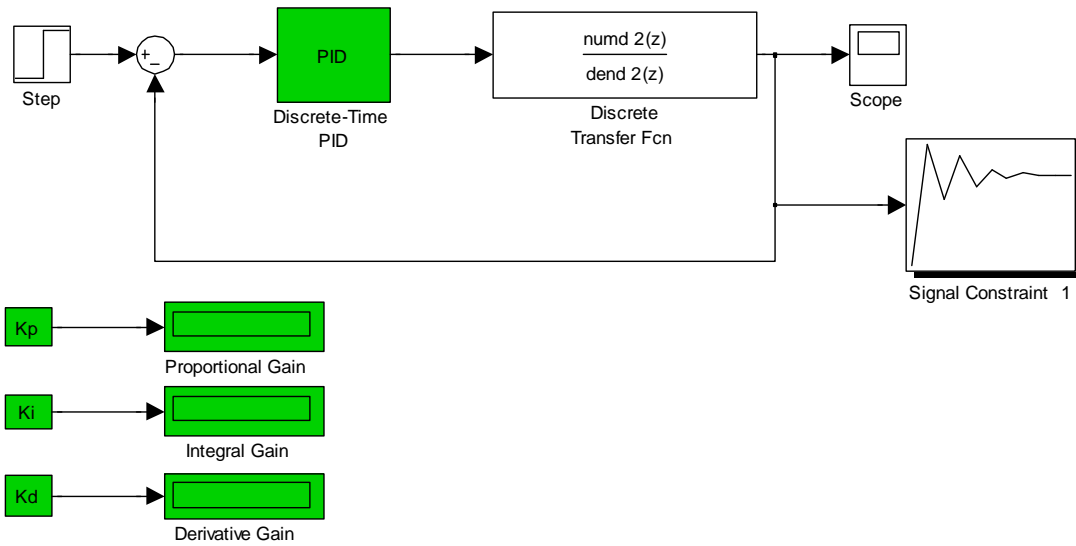 Step
+
−
PID
Discrete-Time
PID
numd 2(z)
dend 2(z)
Discrete
Transfer Fcn
Scope
Signal Constraint 1
Kp
Proportional Gain
Ki
Integral Gain
Kd
Derivative Gain